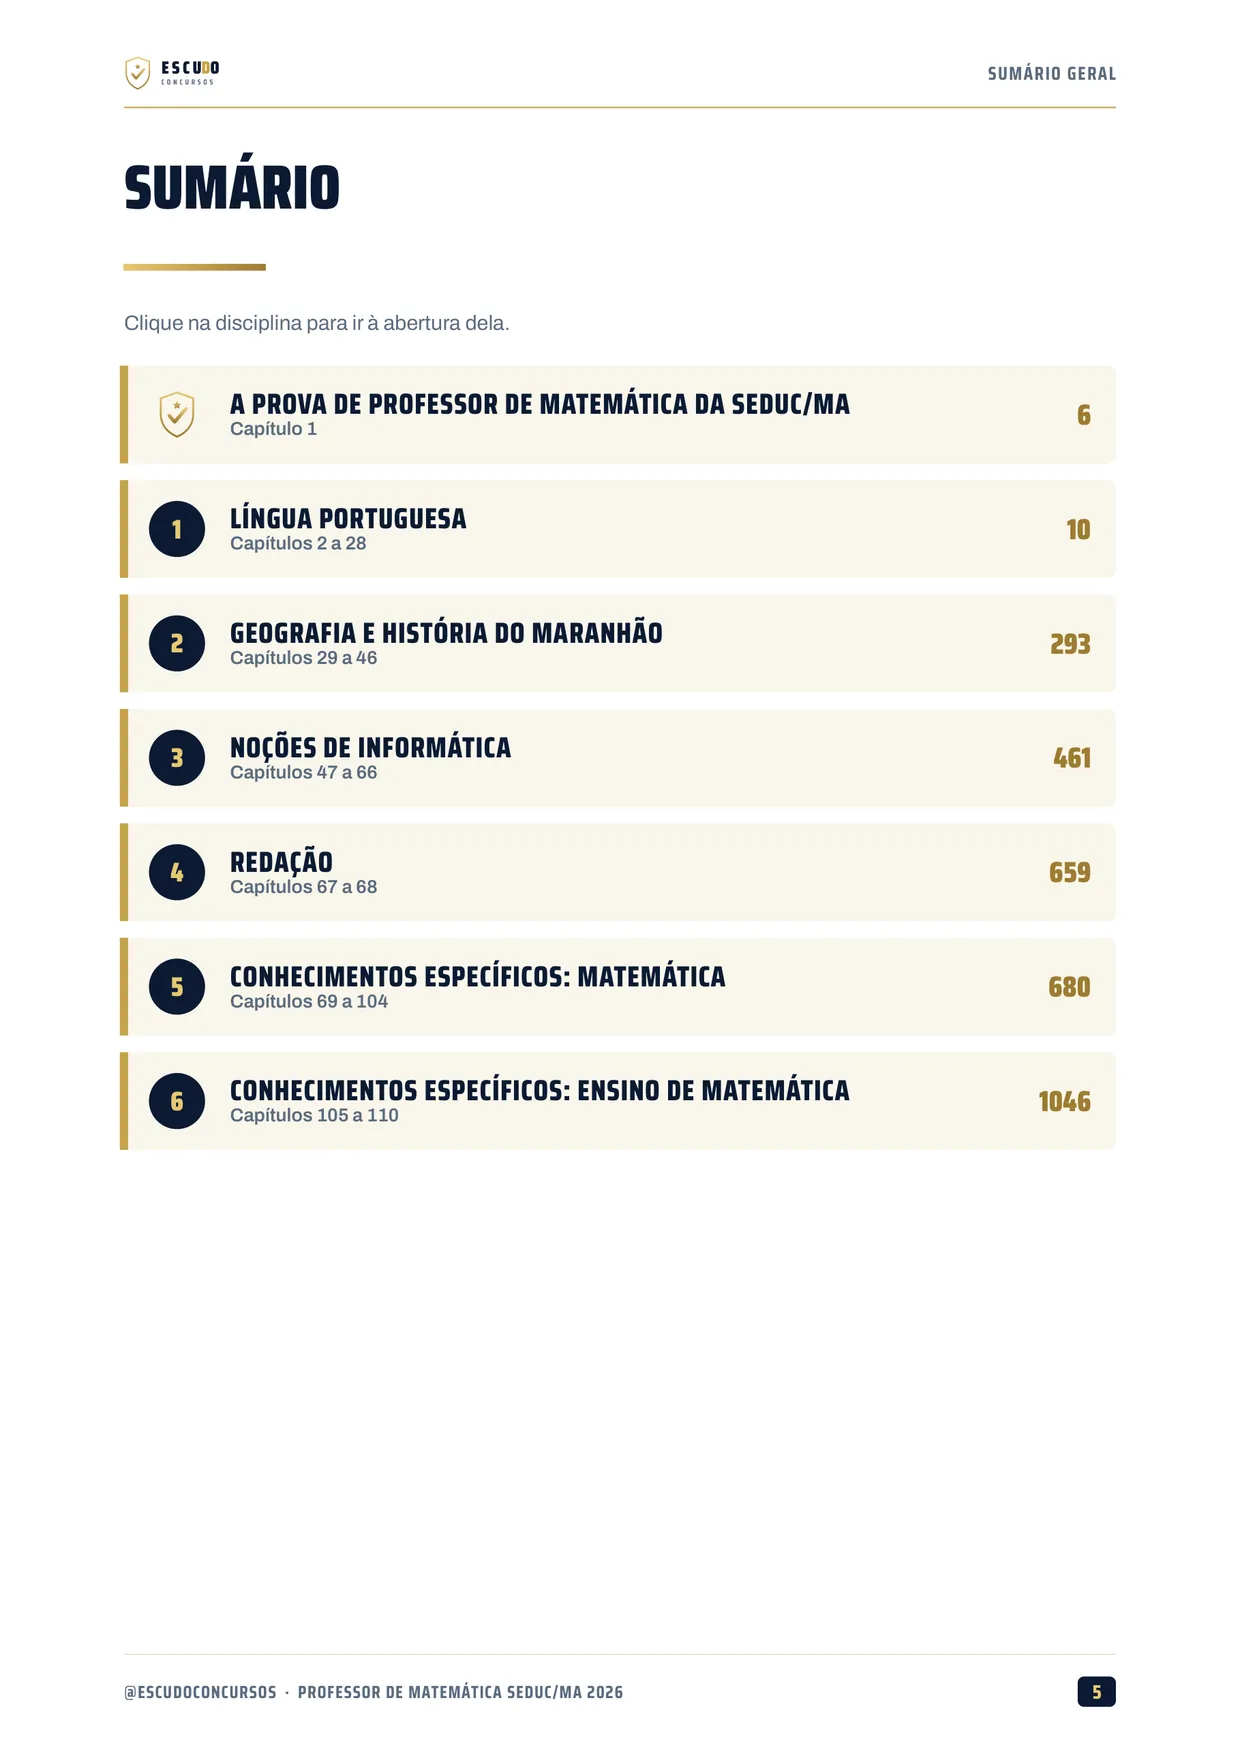 ESCUDO
CONCURSOS
SUMÁRIO GERAL
SUMÁRIO
Clique na disciplina para ir à abertura dela.
A PROVA DE PROFESSOR DE MATEMÁTICA DA SEDUC/MA
Capítulo 1
6
1
LÍNGUA PORTUGUESA
Capítulos 2 a 28
10
2
GEOGRAFIA E HISTÓRIA DO MARANHÃO
Capítulos 29 a 46
293
3
NOÇÕES DE INFORMÁTICA
Capítulos 47 a 66
461
4
REDAÇÃO
Capítulos 67 a 68
659
5
CONHECIMENTOS ESPECÍFICOS: MATEMÁTICA
Capítulos 69 a 104
680
6
CONHECIMENTOS ESPECÍFICOS: ENSINO DE MATEMÁTICA
Capítulos 105 a 110
1046
@ESCUDOCONCURSOS · PROFESSOR DE MATEMÁTICA SEDUC/MA 2026
5